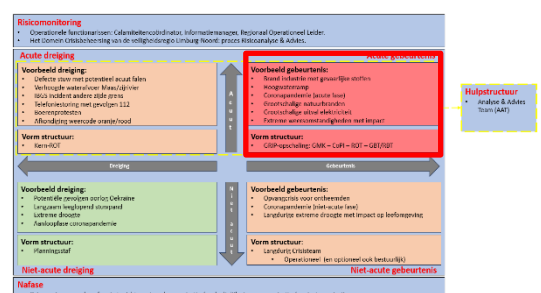 Risicomonitoring
• Operationele functionarissen: Calamiteitencoördinator, Informatiemanager, Regionaal Operationeel Leider.
• Het Domein Crisisbeheersing van de veiligheidsregio Limburg-Noord: proces Risicoanalyse & Advies.
Acute dreiging
Acute gebeurtenis
Voorbeeld dreiging:
• Defecte stuw met potentieel acuut falen
• Verhoogde waterafvoer Maas/zijrivier
• IBGS incident andere zijde grens
• Telefoniestoring met gevolgen 112
• Boerenprotesten
• Afkondiging weercode oranje/rood
Vorm structuur:
• Kern-ROT
Acuut
Voorbeeld gebeurtenis:
• Brand industrie met gevaarlijke stoffen
• Hoogwaterramp
• Coronapandemie (acute fase)
• Grootschalige natuurbranden
• Grootschalige uitval elektriciteit
• Extreme weersomstandigheden met impact
Vorm structuur:
• GRIP-opschaling: GMK – CoPI – ROT – GBT/RBT
Hulpstructuur
• Analyse & Advies
Team (AAT)
Dreiging
Gebeurtenis
Voorbeeld dreiging:
• Potentiële gevolgen oorlog Oekraïne
• Langzaam leeglopend stuwpand
• Extreme droogte
• Aanloopfase coronapandemie
Vorm structuur:
• Planningsstaf
Niet acuut
Voorbeeld gebeurtenis:
• Opvangcrisis voor ontheemden
• Coronapandemie (niet-acute fase)
• Langdurige extreme droogte met impact op leefomgeving
Vorm structuur:
• Langdurig Crisisteam
• Operationeel (en optioneel ook bestuurlijk)
Niet-acute dreiging
Niet-acute gebeurtenis
Nafase